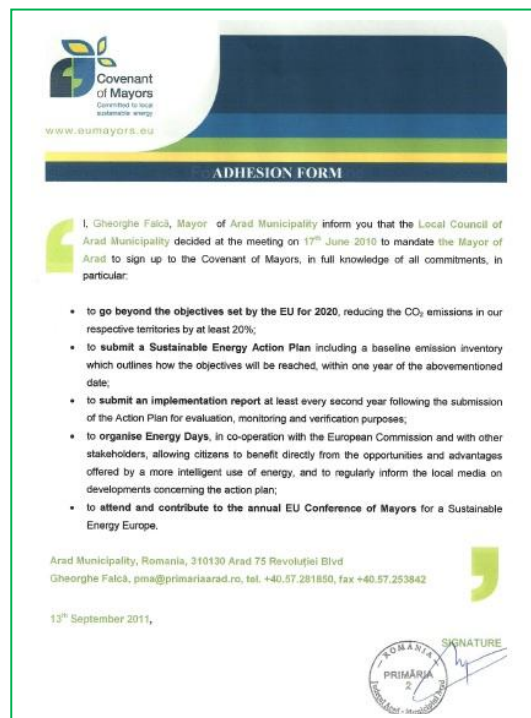 Covenant
of Mayors
Committed to local
sustainable energy
www.eumayors.eu
ADHESION FORM
I, Gheorghe Falcă, Mayor of Arad Municipality inform you that the Local Council of
Arad Municipality decided at the meeting on 17th June 2010 to mandate the Mayor of
Arad to sign up to the Covenant of Mayors, in full knowledge of all commitments, in
particular:
• to go beyond the objectives set by the EU for 2020, reducing the CO₂ emissions in our
respective territories by at least 20%;
• to submit a Sustainable Energy Action Plan including a baseline emission inventory
which outlines how the objectives will be reached, within one year of the abovementioned
date;
• to submit an implementation report at least every second year following the submission
of the Action Plan for evaluation, monitoring and verification purposes;
• to organise Energy Days, in co-operation with the European Commission and with other
stakeholders, allowing citizens to benefit directly from the opportunities and advantages
offered by a more intelligent use of energy, and to regularly inform the local media on
developments concerning the action plan;
• to attend and contribute to the annual EU Conference of Mayors for a Sustainable
Energy Europe.
Arad Municipality, Romania, 310130 Arad 75 Revoluției Blvd
Gheorghe Falcă, pma@primariaarad.ro, tel. +40.57.281850, fax +40.57.253842
13th September 2011,
SIGNATURE
ROMÂNIA
PRIMĂRIA
2
Județul Arad - Municipiul Arad